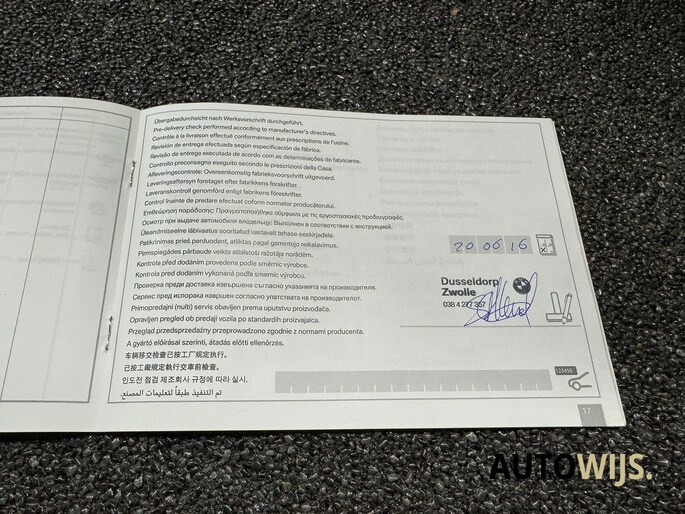 Übergabedurchsicht nach Werksvorschrift durchgeführt.
Pre-delivery check performed according to manufacturer's directives.
Contrôle à la livraison effectué conformément aux prescriptions de l'usine.
Revisión de entrega efectuada según especificación de fábrica.
Revisão de entrega executada de acordo com as determinações do fabricante.
Controllo preconsegna eseguito secondo le prescrizioni della Casa.
Afleveringscontrole: Overeenkomstig fabrieksvoorschrift uitgevoerd.
Leveringseftersyn foretaget efter fabrikkens forskrifter.
Leveranskontroll genomförd enligt fabrikens föreskrifter.
Control înainte de predare efectuat coform normelor producătorului.
Επιθεώρηση παράδοσης: Πραγματοποιήθηκε σύμφωνα με τις εργοστασιακές προδιαγραφές.
Осмотр при выдаче автомобиля владельцу: Выполнен в соответствии с инструкцией.
Üleandmiseelne läbivaatus sooritatud vastavalt tehase eeskirjadele.
Patikrinimas prieš perduodant, atliktas pagal gamintojo reikalavimus.
Pirmspiegādes pārbaude veikta atbilstoši ražotāja norādēm.
Kontrola před dodáním provedena podle směrnic výrobce.
Kontrola pred dodaním vykonaná podľa smerníc výrobcu.
Проверка преди доставка извършена съгласно указанията на производителя.
Сервис пред испорака извршен согласно упатствата на производителот.
Primopredajni (nulti) servis obavljen prema uputstvu proizvođača.
Opravljen pregled ob predaji vozila po standardih proizvajalca.
Przegląd przedsprzedażny przeprowadzono zgodnie z normami producenta.
A gyártó előírásai szerinti, átadás előtti ellenőrzés.
车辆移交检查已按工厂规定执行。
已按工廠規定執行交車前檢查。
인도전 점검 제조회사 규정에 따라 실시.
تم التنفيذ طبقاً لتعليمات المصنع.
20 06 16
Dusseldorp
Zwolle
038 4 277 357
123456
17
AUTOWIJS.